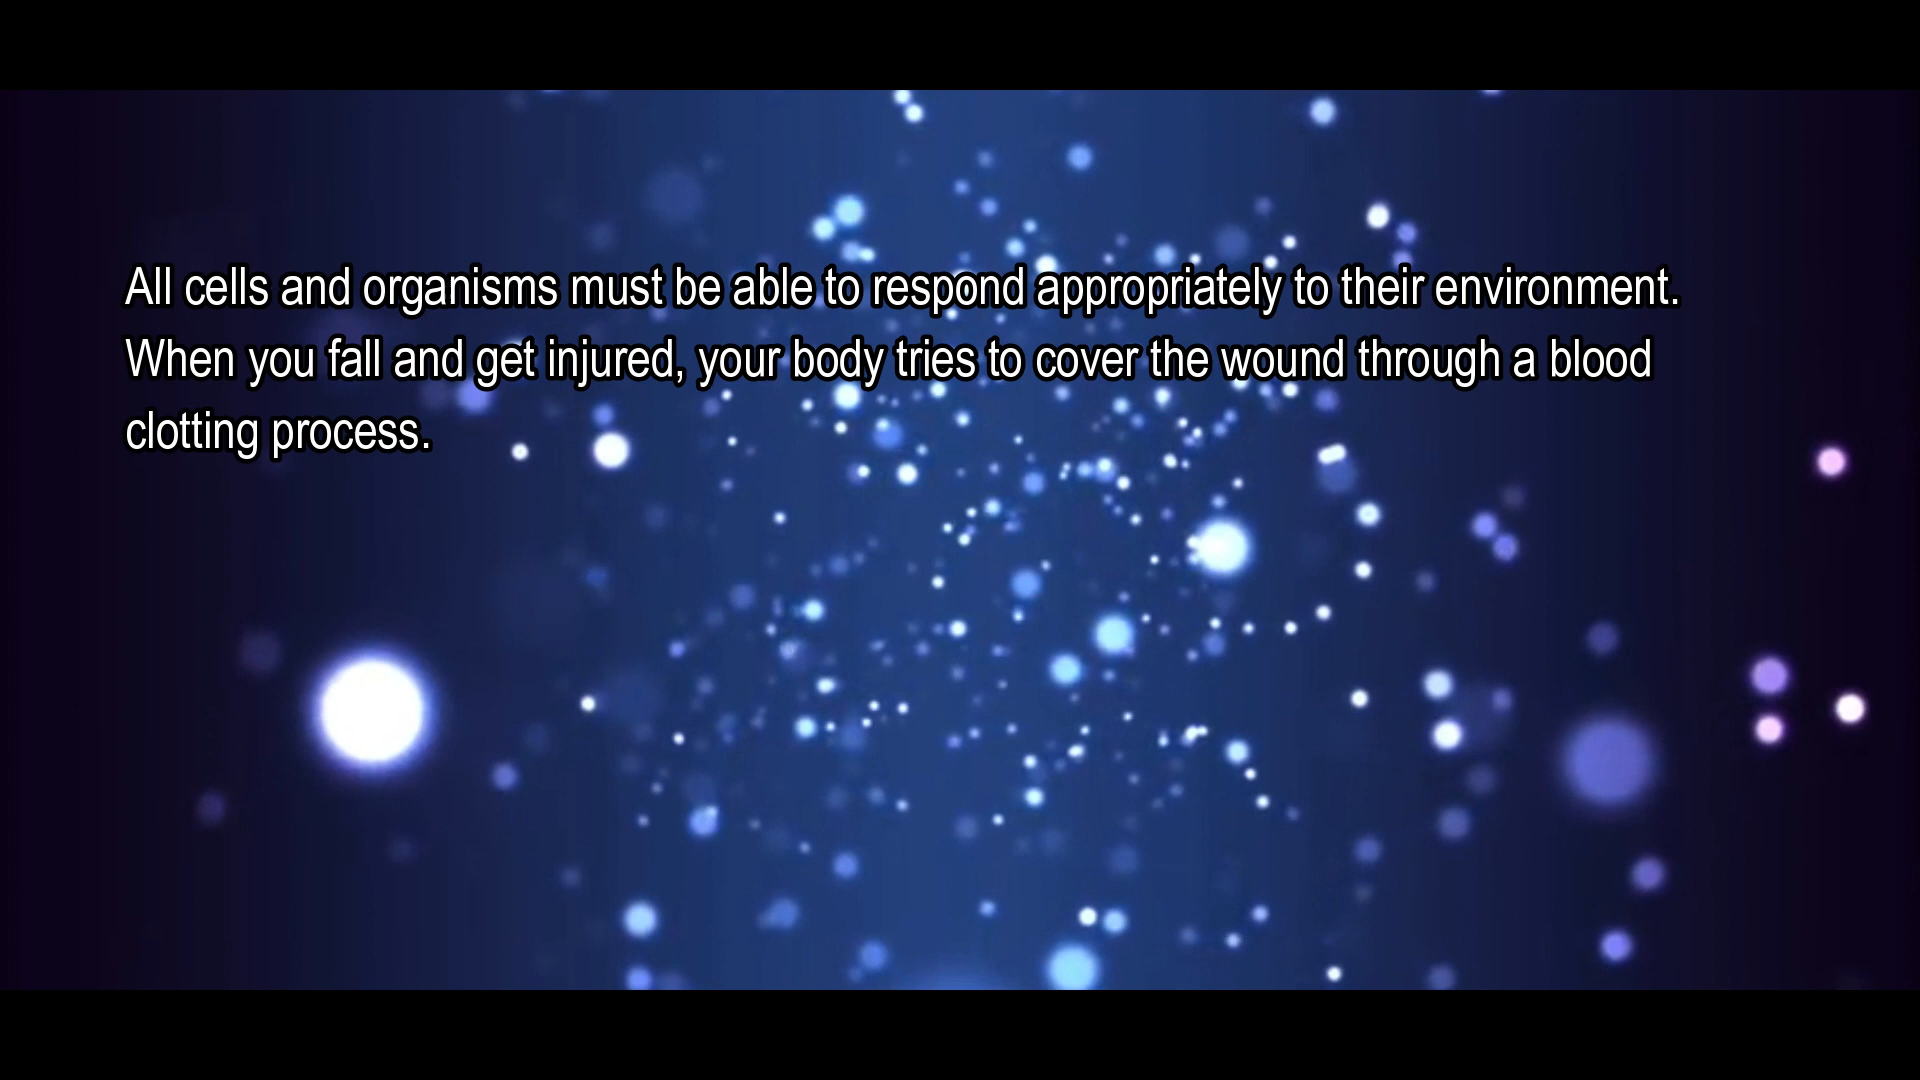 All cells and organisms must be able to respond appropriately to their environment.
When you fall and get injured, your body tries to cover the wound through a blood
clotting process.